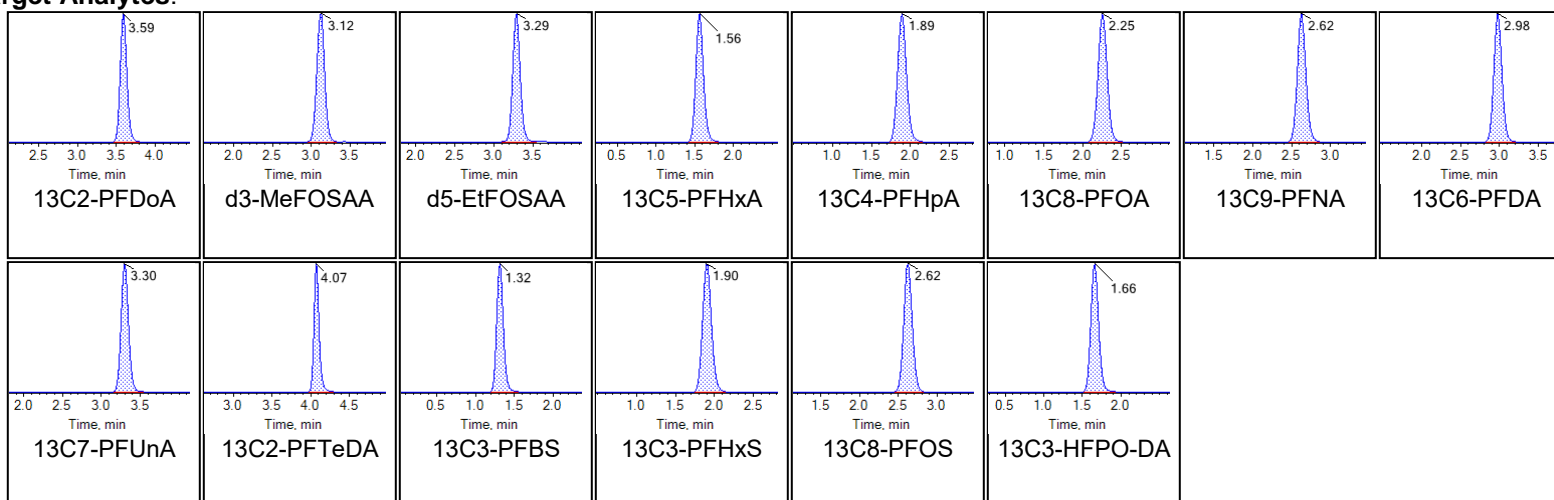 Analytes:
3.59
2.5 3.0 3.5 4.0
Time, min
13C2-PFDoA
3.12
2.0 2.5 3.0 3.5
Time, min
d3-MeFOSAA
3.29
2.0 2.5 3.0 3.5
Time, min
d5-EtFOSAA
1.56
0.5 1.0 1.5 2.0
Time, min
13C5-PFHxA
1.89
1.0 1.5 2.0 2.5
Time, min
13C4-PFHpA
2.25
1.0 1.5 2.0 2.5
Time, min
13C8-PFOA
2.62
1.5 2.0 2.5 3.0
Time, min
13C9-PFNA
2.98
2.0 2.5 3.0 3.5
Time, min
13C6-PFDA
3.30
2.0 2.5 3.0 3.5
Time, min
13C7-PFUnA
4.07
3.0 3.5 4.0 4.5
Time, min
13C2-PFTeDA
1.32
0.5 1.0 1.5 2.0
Time, min
13C3-PFBS
1.90
1.0 1.5 2.0 2.5
Time, min
13C3-PFHxS
2.62
1.5 2.0 2.5 3.0
Time, min
13C8-PFOS
1.66
0.5 1.0 1.5 2.0
Time, min
13C3-HFPO-DA